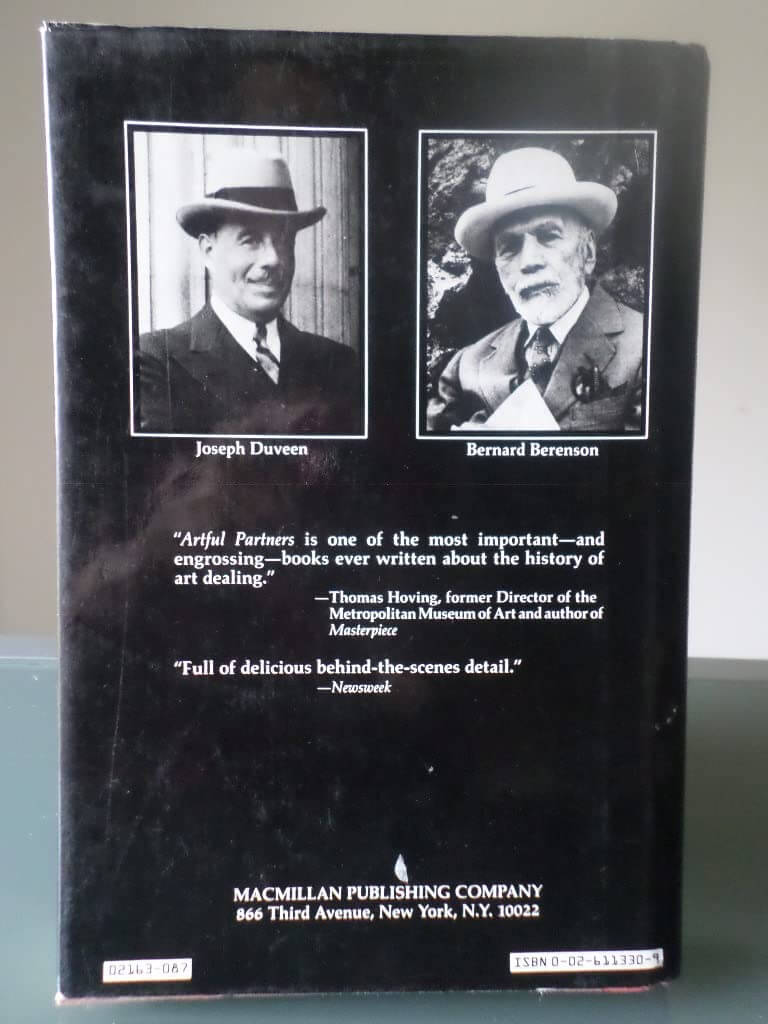 Joseph Duveen
Bernard Berenson
"Artful Partners is one of the most important—and
engrossing—books ever written about the history of
art dealing."
—Thomas Hoving, former Director of the
Metropolitan Museum of Art and author of
Masterpiece
"Full of delicious behind-the-scenes detail."
—Newsweek
MACMILLAN PUBLISHING COMPANY
866 Third Avenue, New York, N.Y. 10022
02163-087
ISBN 0-02-611330-9